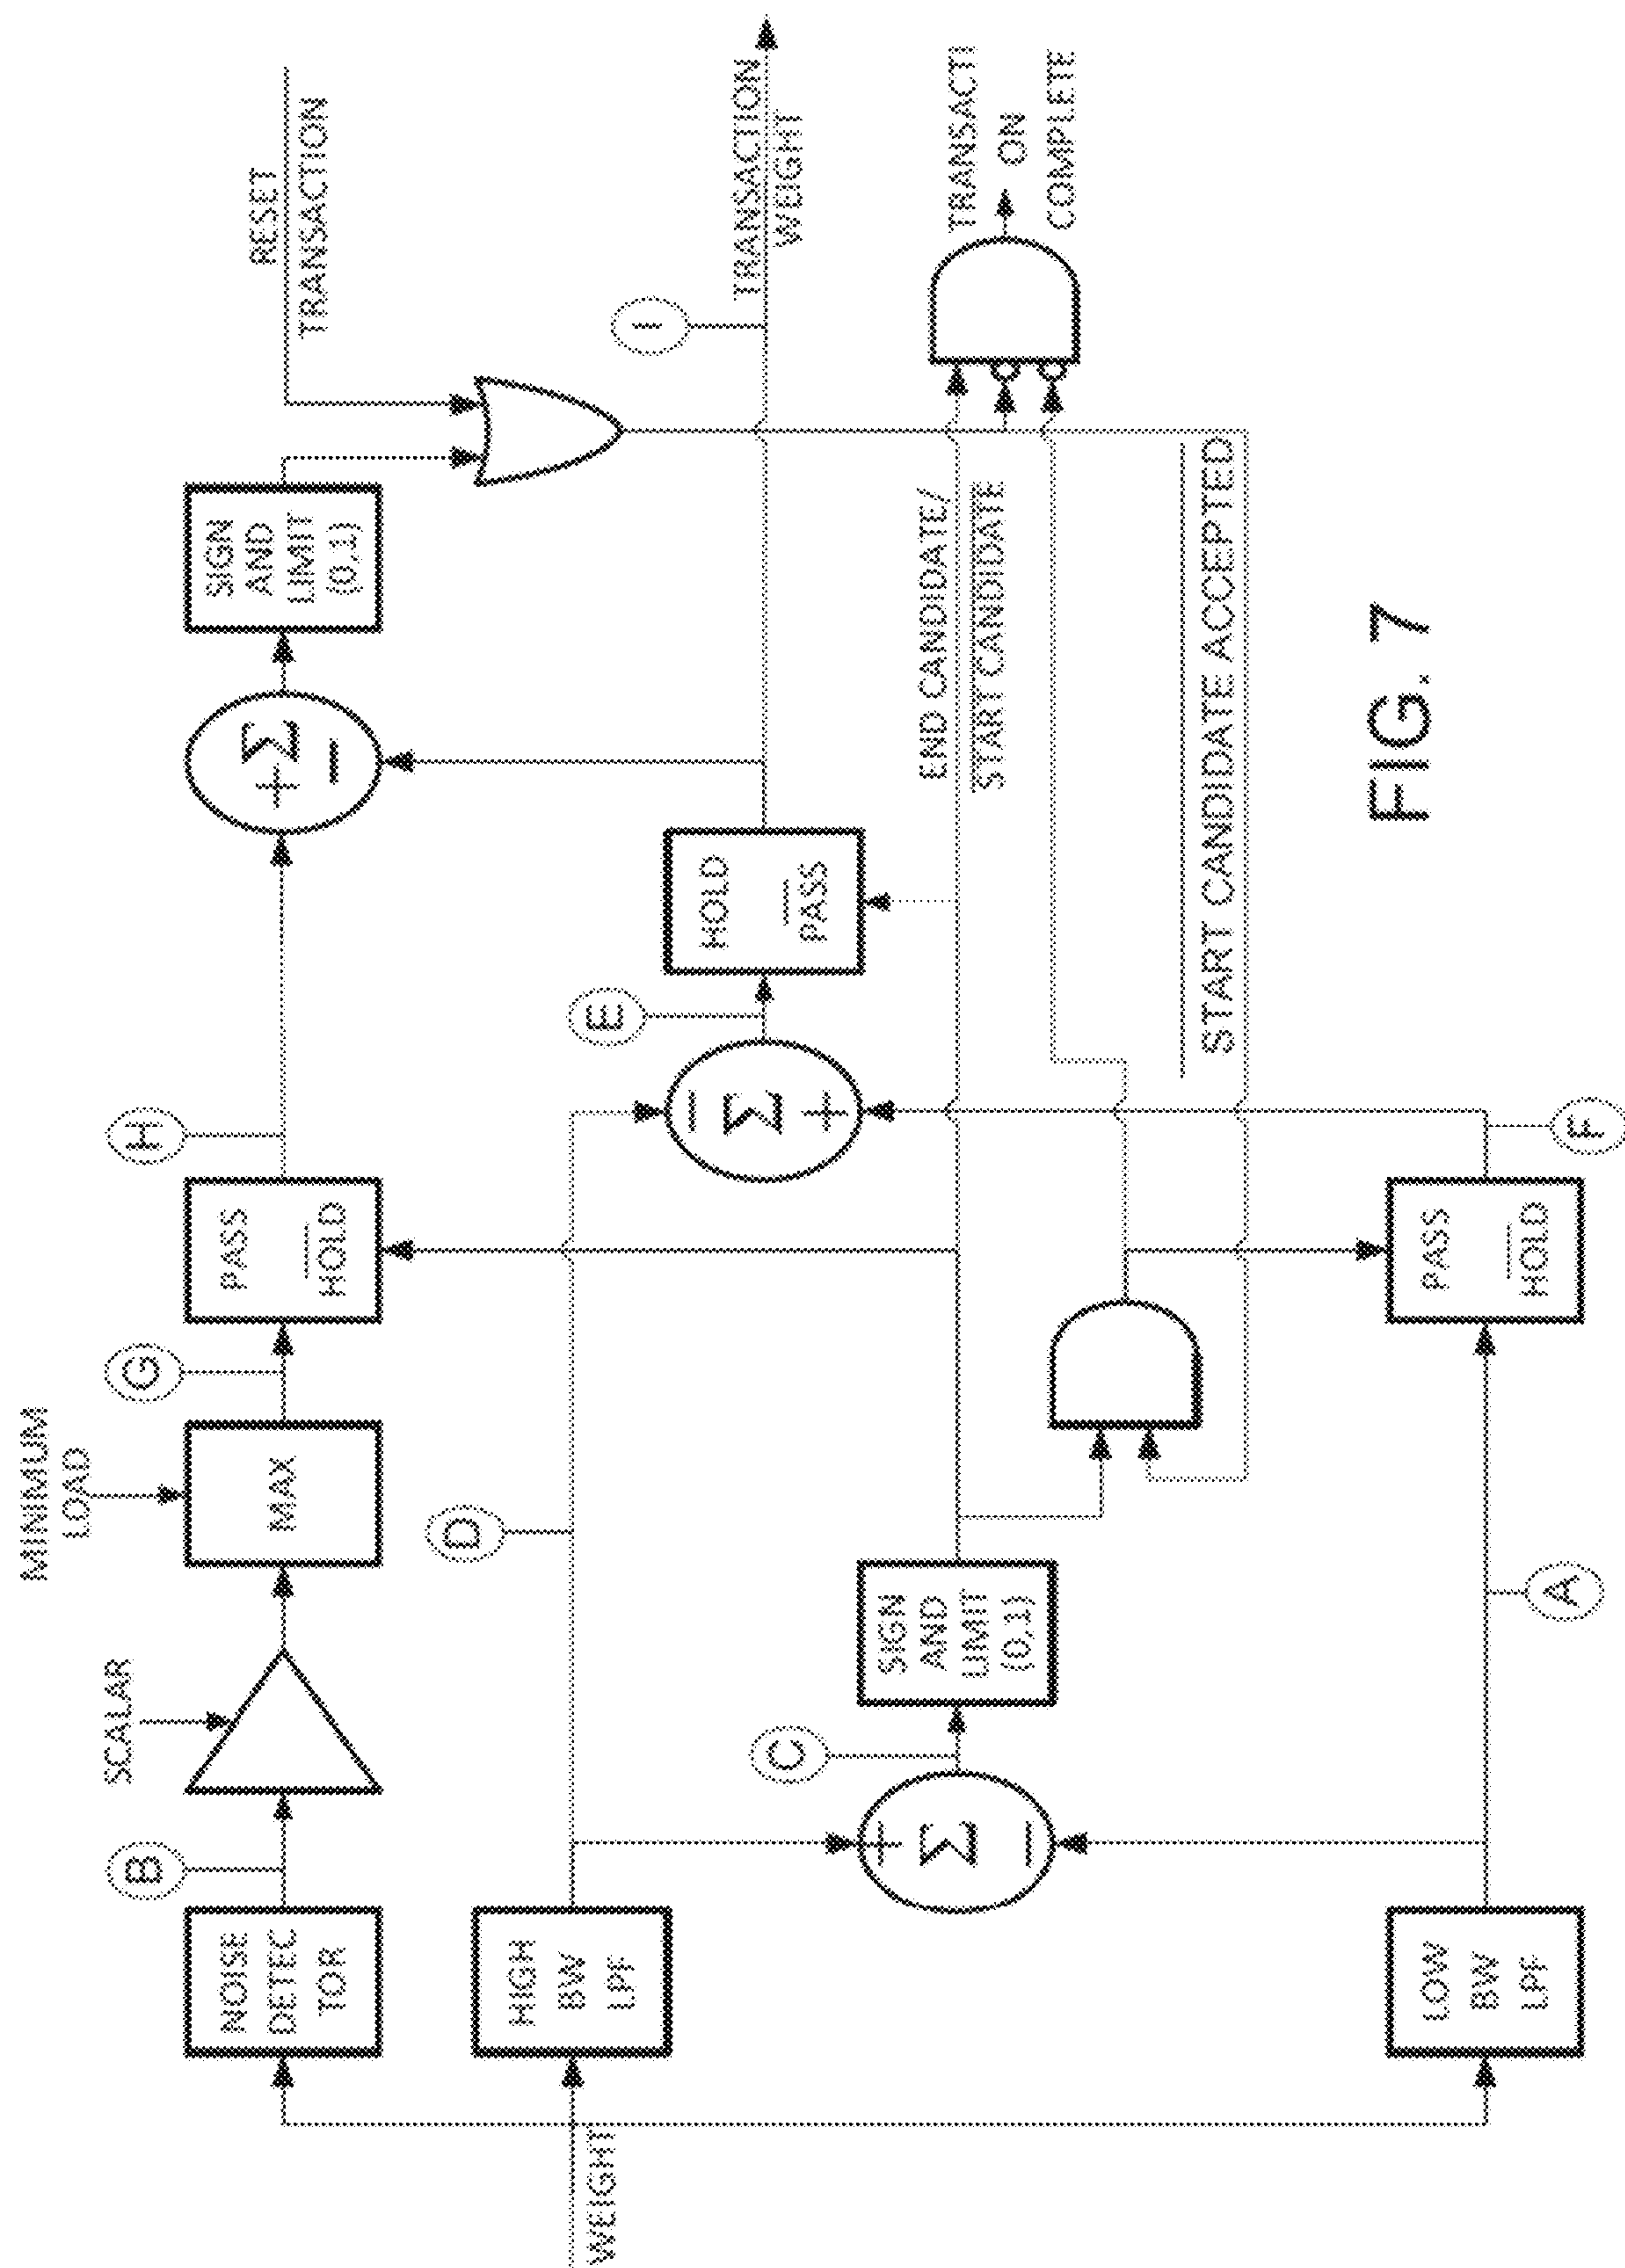 MINIMUM
LOAD
SCALAR
RESET
TRANSACTION
B
G
H
NOISE
DETEC
TOR
MAX
PASS
HOLD
+ Σ
−
SIGN
AND
LIMIT
(0,1)
D
E
I
WEIGHT
HIGH
BW
LPF
−
Σ
+
HOLD
PASS
TRANSACTION
WEIGHT
C
+
Σ
−
SIGN
AND
LIMIT
(0,1)
END CANDIDATE/
START CANDIDATE
TRANSACTI
ON
COMPLETE
START CANDIDATE ACCEPTED
LOW
BW
LPF
A
PASS
HOLD
F
FIG. 7